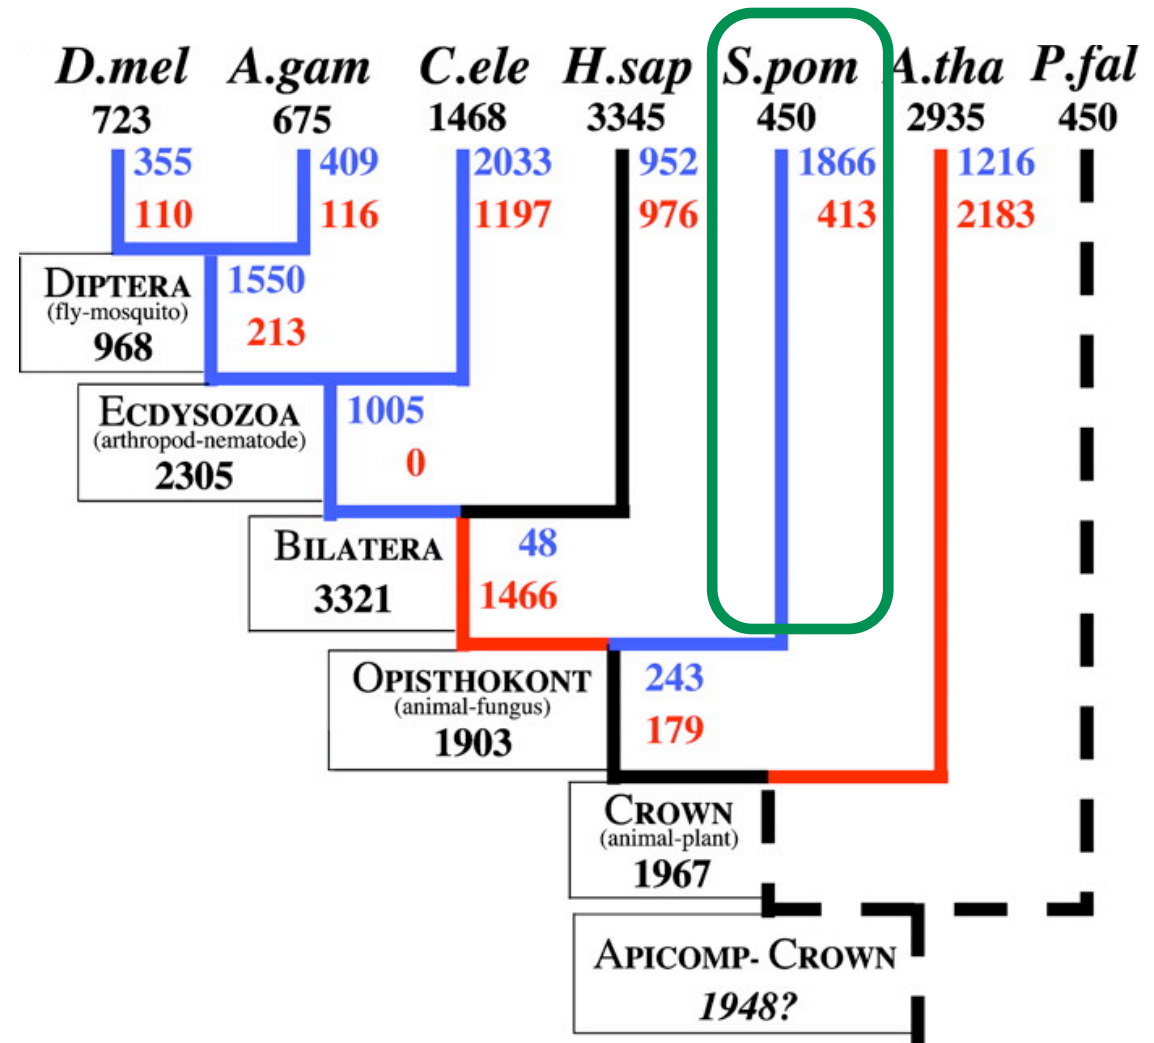 D.mel A.gam C.ele H.sap S.pom A.tha P.fal
723 675 1468 3345 450 2935 450
355 409 2033 952 1866 1216
110 116 1197 976 413 2183
DIPTERA 1550
(fly-mosquito)
968 213
ECDYSOZOA 1005
(arthropod-nematode)
2305 0
BILATERA 48
3321 1466
OPISTHOKONT 243
(animal-fungus)
1903 179
CROWN
(animal-plant)
1967
APICOMP- CROWN
1948?